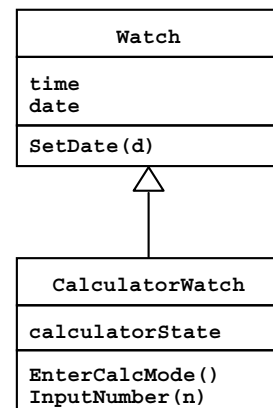 Watch
time
date
SetDate(d)
CalculatorWatch
calculatorState
EnterCalcMode()
InputNumber(n)